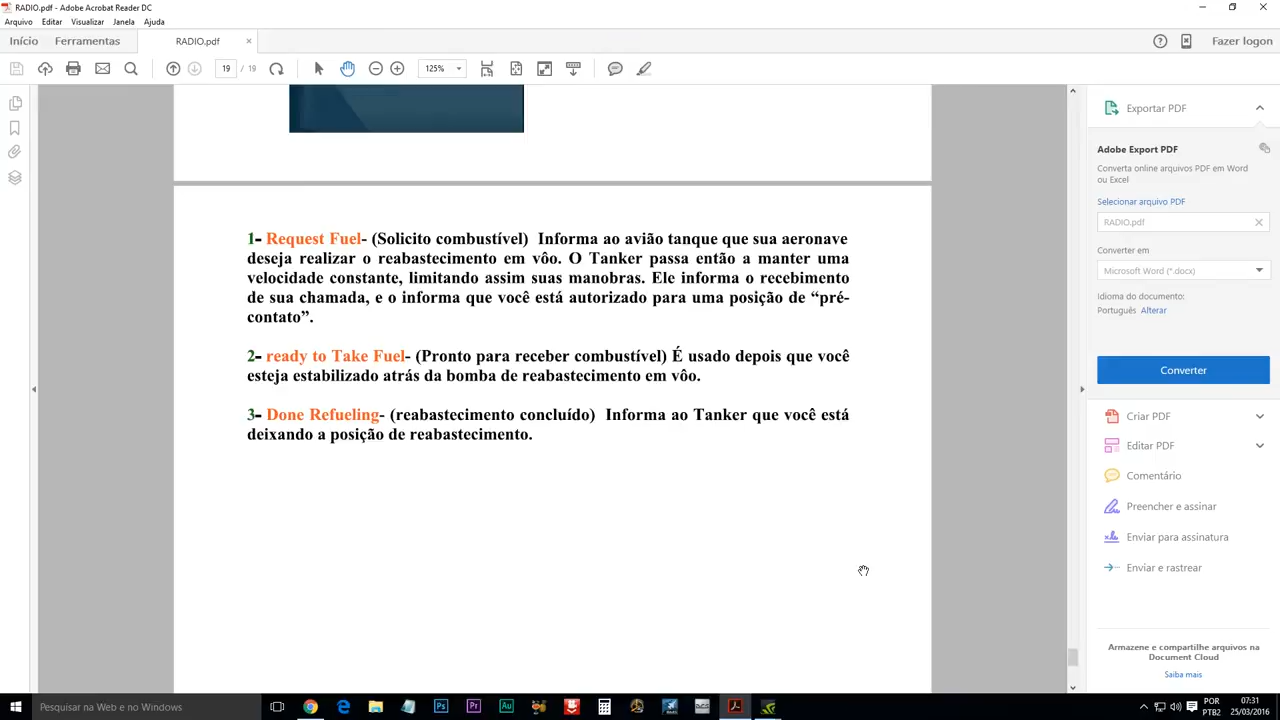 RADIO.pdf - Adobe Acrobat Reader DC
Arquivo Editar Visualizar Janela Ajuda
Início Ferramentas RADIO.pdf × Fazer logon
19 / 19 125%
Exportar PDF
Adobe Export PDF
Converta online arquivos PDF em Word
ou Excel
Selecionar arquivo PDF
RADIO.pdf
Converter em
Microsoft Word (*.docx)
Idioma do documento:
Português Alterar
Converter
Criar PDF
Editar PDF
Comentário
Preencher e assinar
Enviar para assinatura
Enviar e rastrear
Armazene e compartilhe arquivos na
Document Cloud
Saiba mais
1- Request Fuel- (Solicito combustível) Informa ao avião tanque que sua aeronave
deseja realizar o reabastecimento em vôo. O Tanker passa então a manter uma
velocidade constante, limitando assim suas manobras. Ele informa o recebimento
de sua chamada, e o informa que você está autorizado para uma posição de “pré-
contato”.
2- ready to Take Fuel- (Pronto para receber combustível) É usado depois que você
esteja estabilizado atrás da bomba de reabastecimento em vôo.
3- Done Refueling- (reabastecimento concluído) Informa ao Tanker que você está
deixando a posição de reabastecimento.
Pesquisar na Web e no Windows
Ps Pr Au
POR 07:31
PTB2 25/03/2016